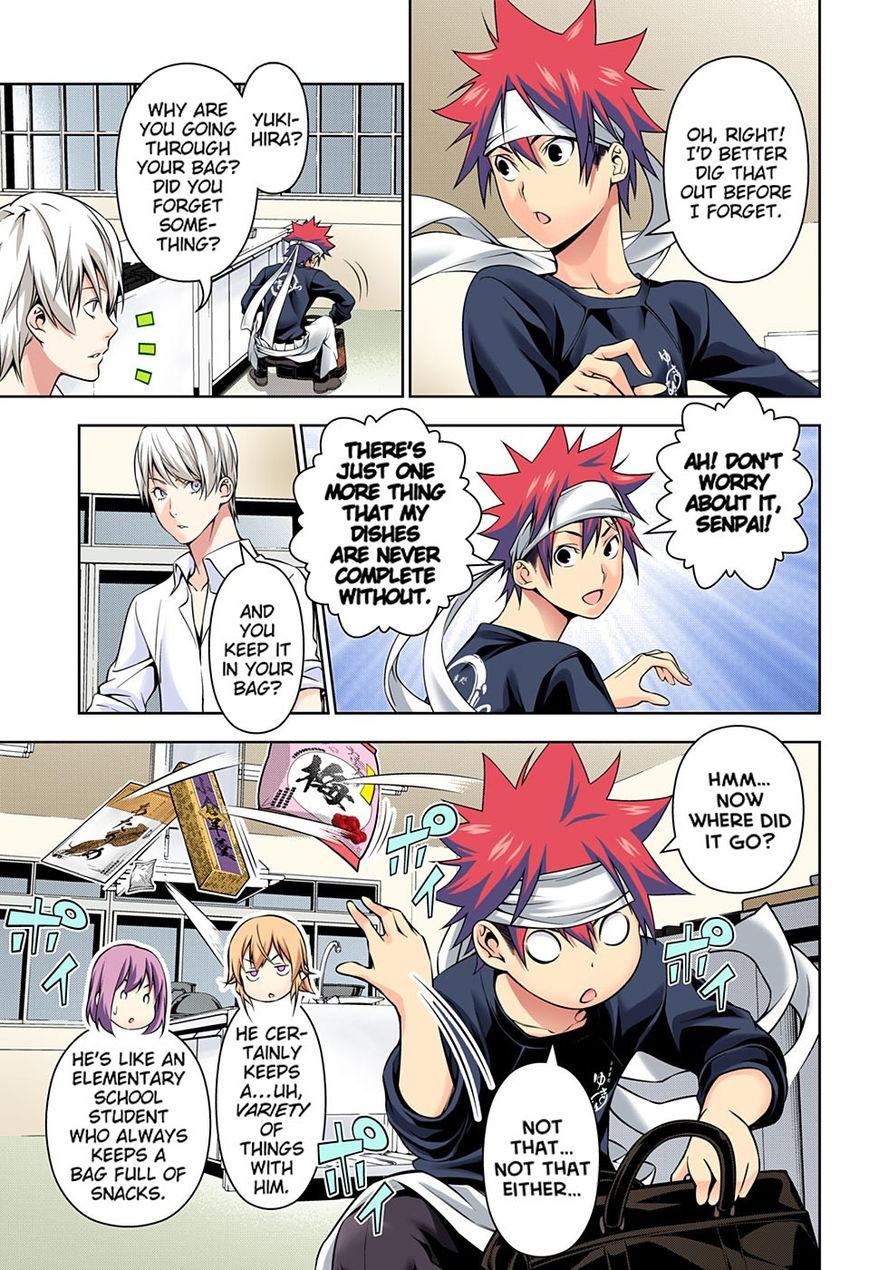 OH, RIGHT!
I'D BETTER
DIG THAT
OUT BEFORE
I FORGET.
YUKI-
HIRA?
WHY ARE
YOU GOING
THROUGH
YOUR BAG?
DID YOU
FORGET
SOME-
THING?
AH! DON'T
WORRY
ABOUT IT,
SENPAI!
THERE'S
JUST ONE
MORE THING
THAT MY
DISHES
ARE NEVER
COMPLETE
WITHOUT.
AND
YOU
KEEP IT
IN YOUR
BAG?
HMM...
NOW
WHERE DID
IT GO?
梅
ポイ
ポイ
ポイ
ポイ
ポイ
NOT
THAT...
NOT THAT
EITHER...
HE CER-
TAINLY
KEEPS
A...UH,
VARIETY
OF
THINGS
WITH
HIM.
HE'S LIKE AN
ELEMENTARY
SCHOOL
STUDENT
WHO ALWAYS
KEEPS A
BAG FULL OF
SNACKS.